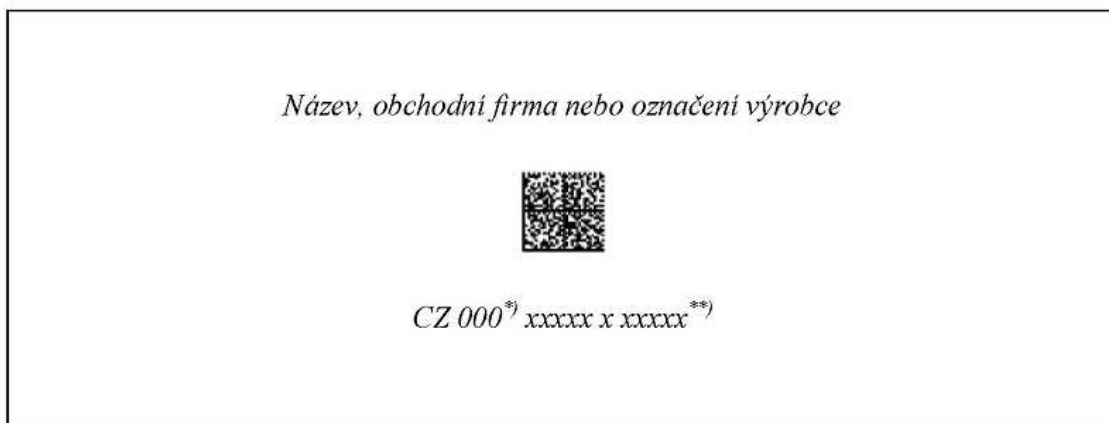 Název, obchodní firma nebo označení výrobce
CZ 000*) xxxxx x xxxxx**)